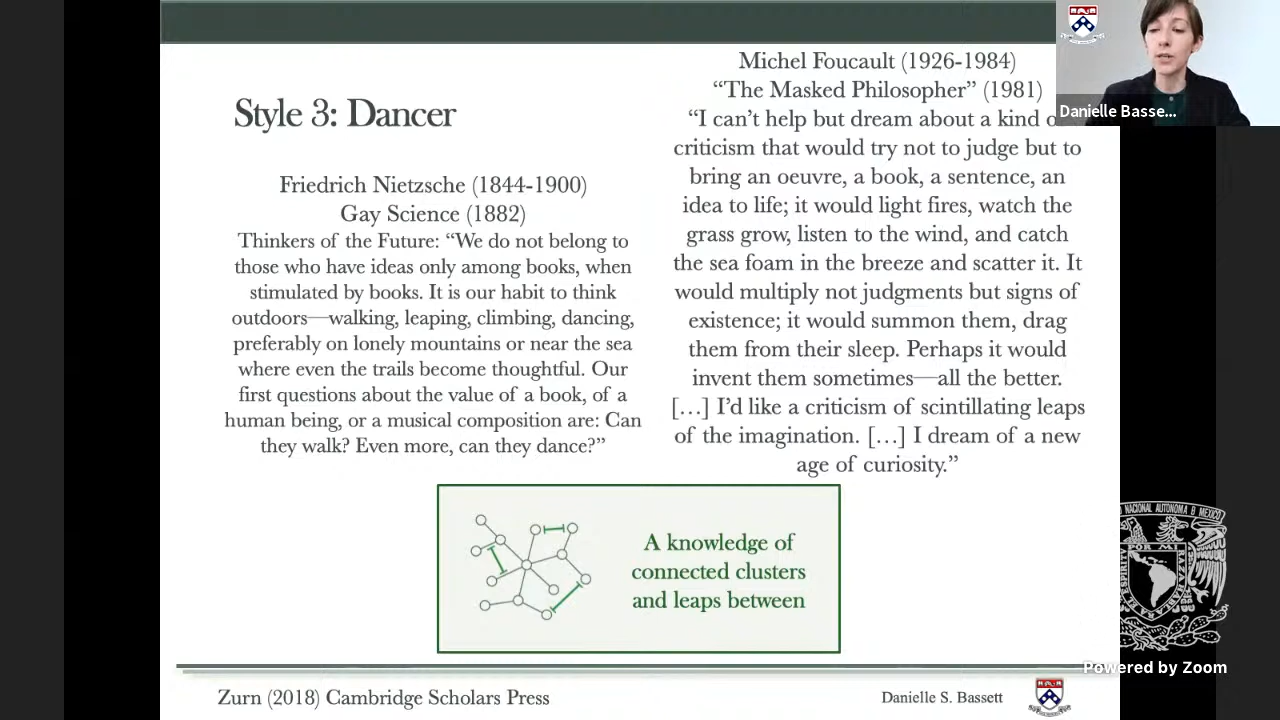 Style 3: Dancer
Friedrich Nietzsche (1844-1900)
Gay Science (1882)
Thinkers of the Future: “We do not belong to
those who have ideas only among books, when
stimulated by books. It is our habit to think
outdoors—walking, leaping, climbing, dancing,
preferably on lonely mountains or near the sea
where even the trails become thoughtful. Our
first questions about the value of a book, of a
human being, or a musical composition are: Can
they walk? Even more, can they dance?”
Michel Foucault (1926-1984)
“The Masked Philosopher” (1981)
“I can’t help but dream about a kind
criticism that would try not to judge but to
bring an oeuvre, a book, a sentence, an
idea to life; it would light fires, watch the
grass grow, listen to the wind, and catch
the sea foam in the breeze and scatter it. It
would multiply not judgments but signs of
existence; it would summon them, drag
them from their sleep. Perhaps it would
invent them sometimes—all the better.
[…] I’d like a criticism of scintillating leaps
of the imagination. […] I dream of a new
age of curiosity.”
A knowledge of
connected clusters
and leaps between
Zurn (2018) Cambridge Scholars Press
Danielle S. Bassett
Danielle Basse...
NACIONAL AUTONOMA
Powered by Zoom